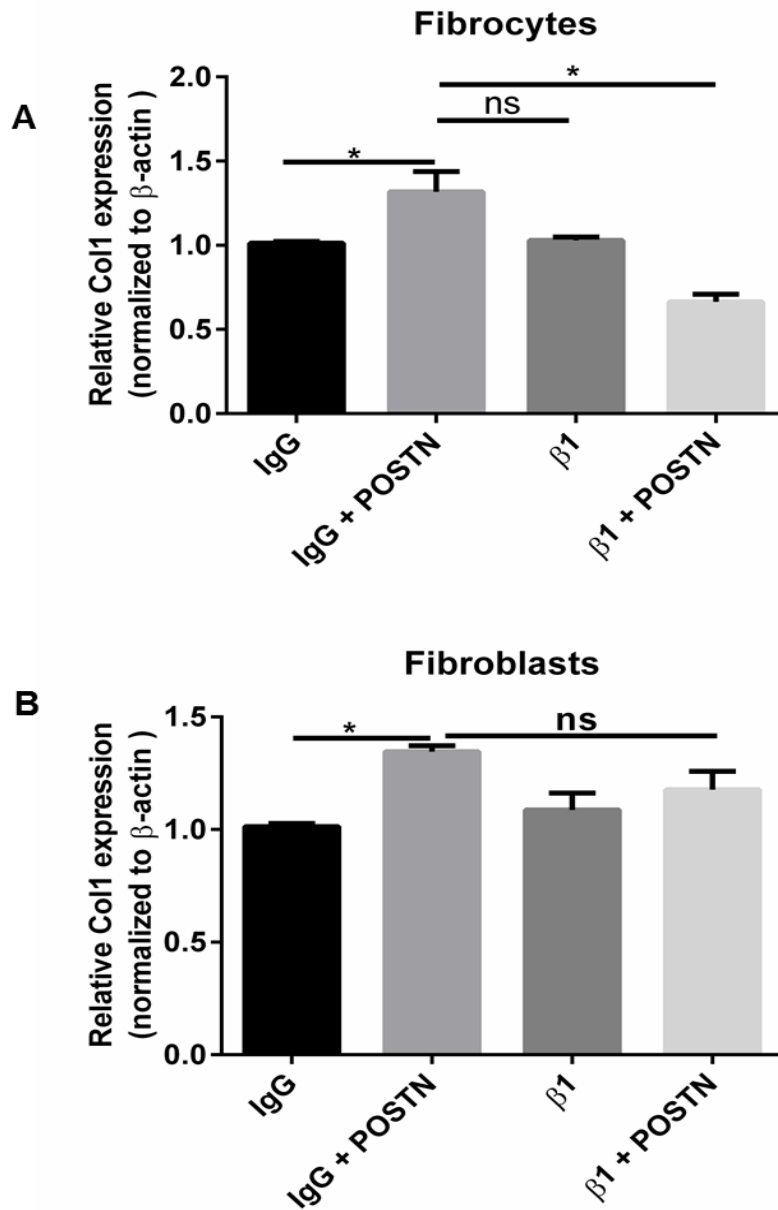 Fibrocytes
A
Relative Col1 expression
(normalized to β-actin )
2.0
1.5
1.0
0.5
0.0
*
ns
*
IgG
IgG + POSTN
β1
β1 + POSTN
Fibroblasts
B
Relative Col1 expression
(normalized to β-actin )
1.5
1.0
0.5
0.0
*
ns
IgG
IgG + POSTN
β1
β1 + POSTN